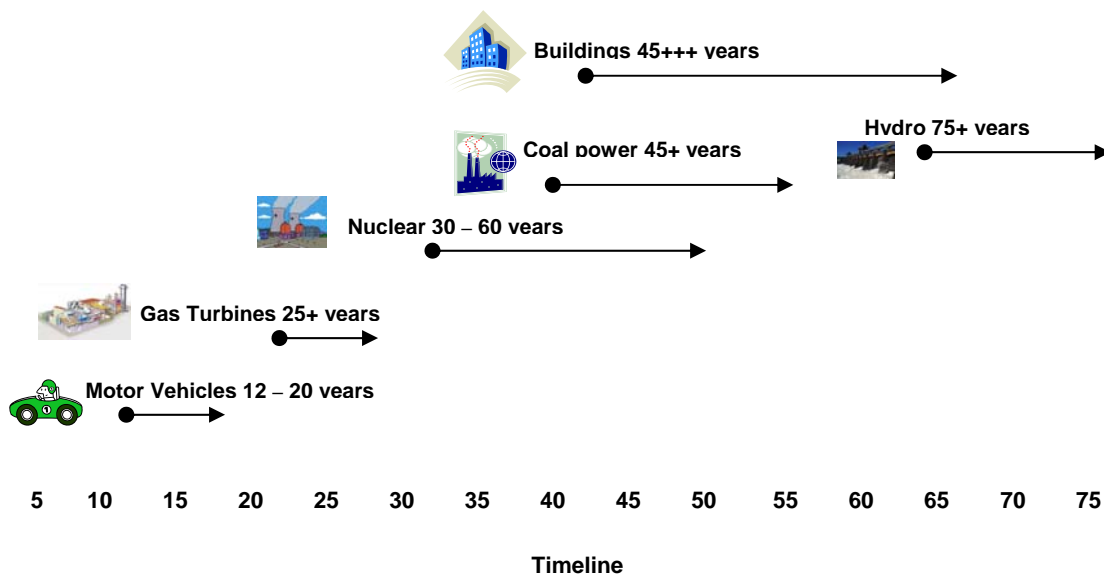 Buildings 45+++ years
Hydro 75+ years
Coal power 45+ years
Nuclear 30 – 60 years
Gas Turbines 25+ years
Motor Vehicles 12 – 20 years
1
5 10 15 20 25 30 35 40 45 50 55 60 65 70 75
Timeline